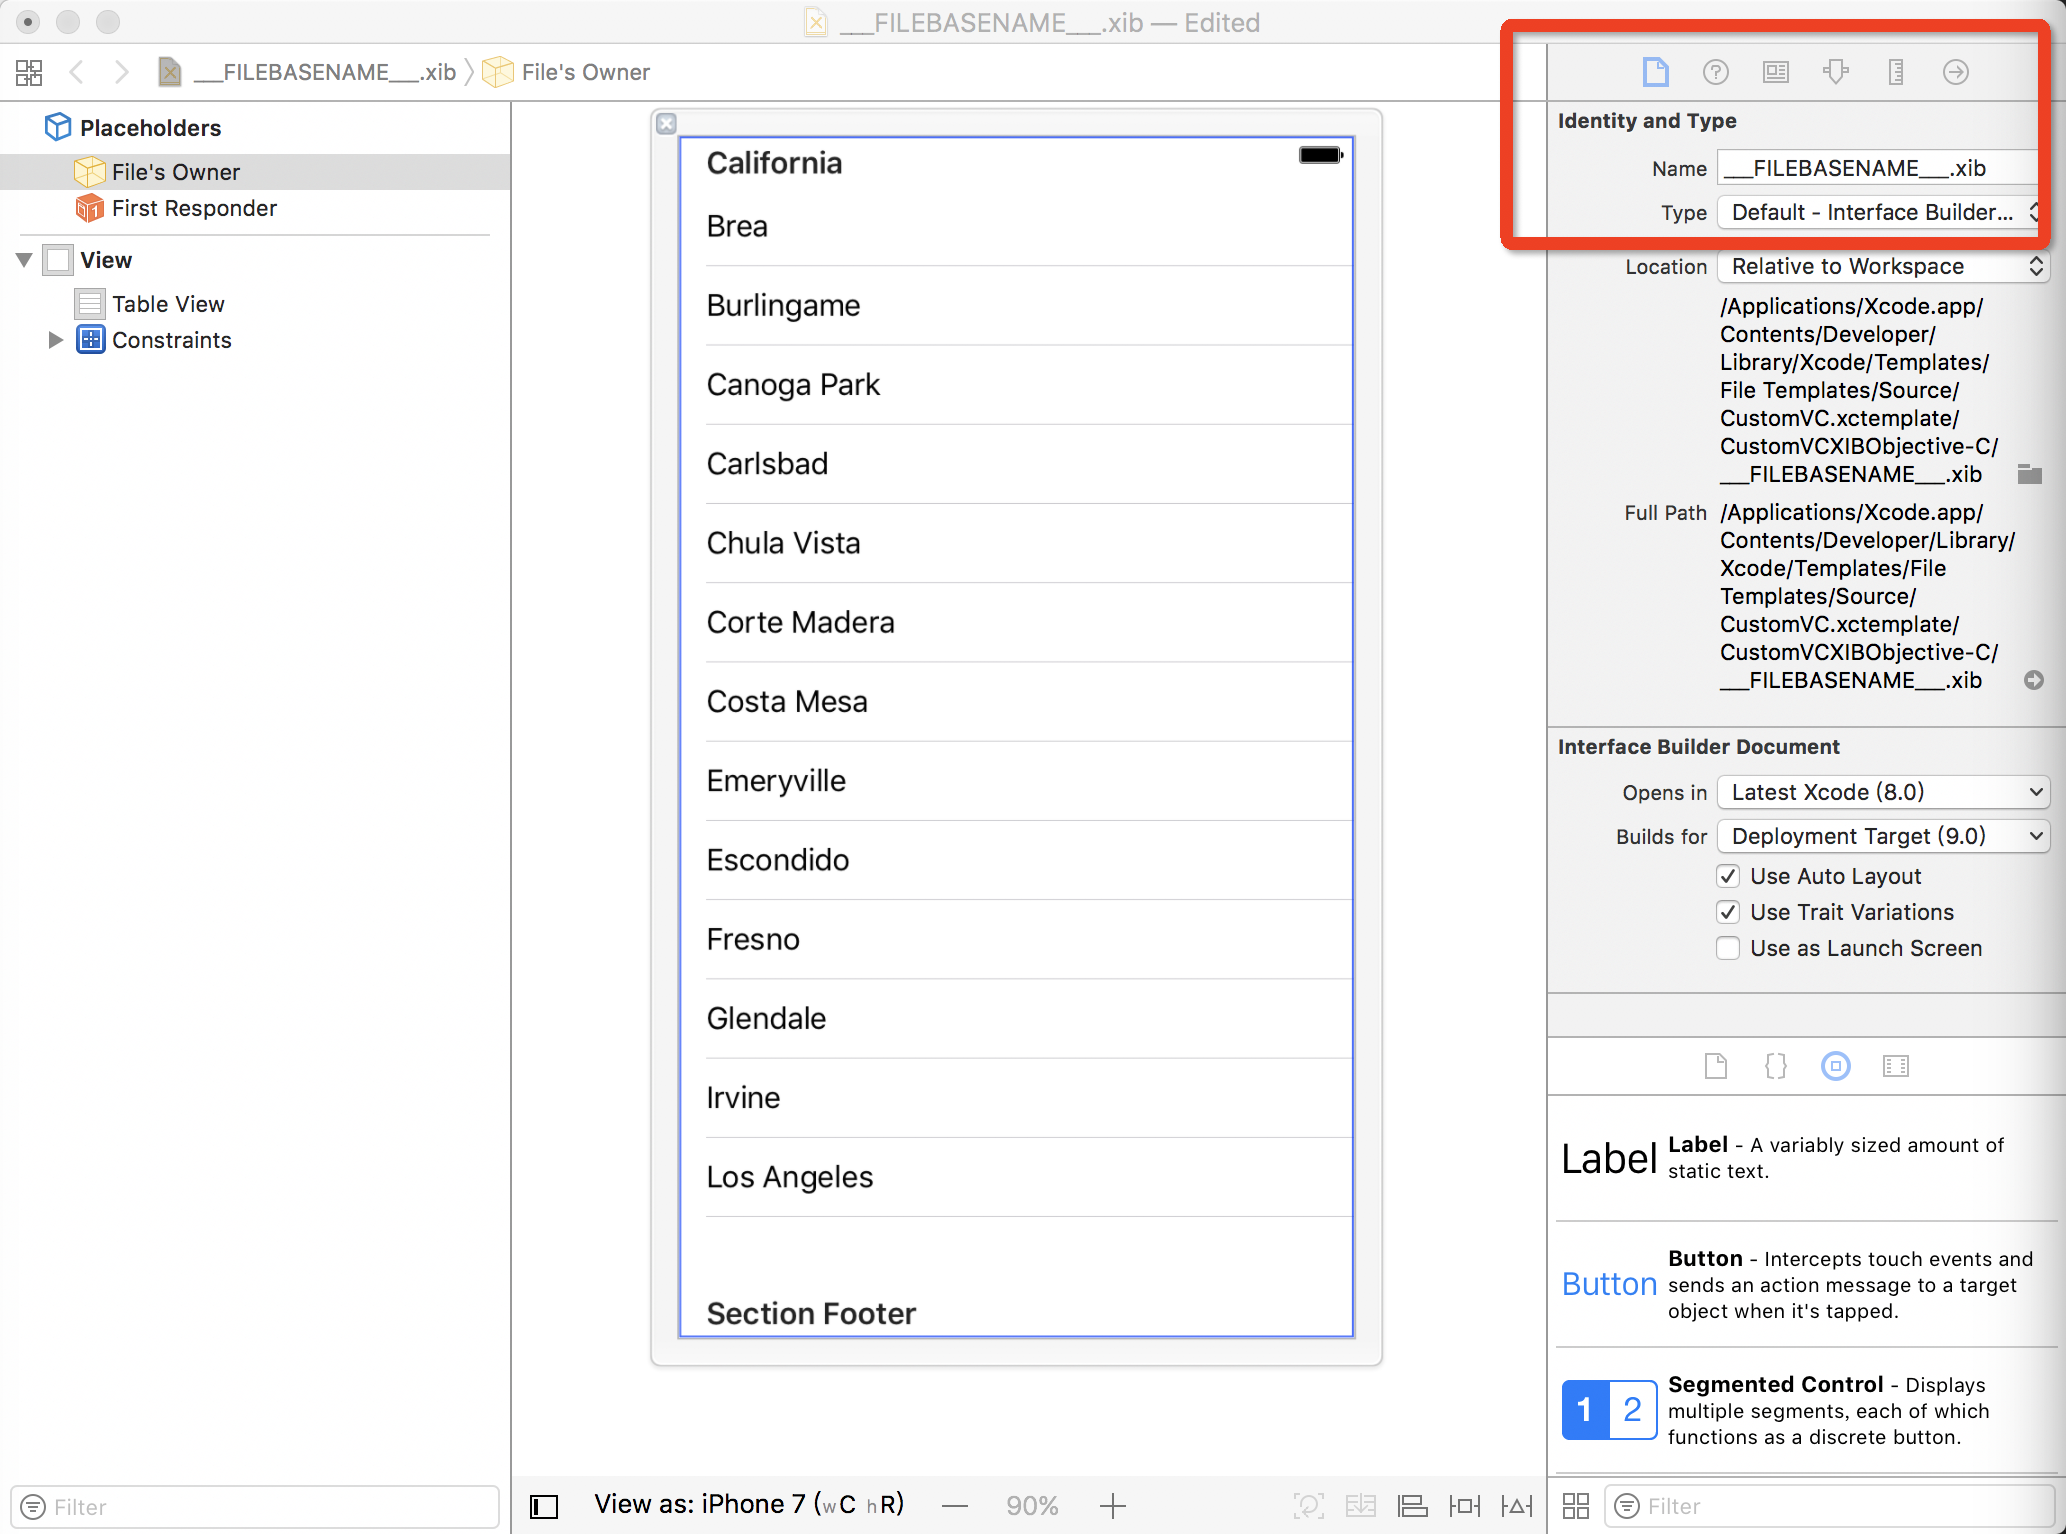 ___FILEBASENAME___.xib — Edited
___FILEBASENAME___.xib
File's Owner
Placeholders
File's Owner
1
First Responder
View
Table View
Constraints
Filter
California
Brea
Burlingame
Canoga Park
Carlsbad
Chula Vista
Corte Madera
Costa Mesa
Emeryville
Escondido
Fresno
Glendale
Irvine
Los Angeles
Section Footer
View as: iPhone 7 (wC hR)
90%
Identity and Type
Name ___FILEBASENAME___.xib
Type Default - Interface Builder...
Location Relative to Workspace
/Applications/Xcode.app/
Contents/Developer/
Library/Xcode/Templates/
File Templates/Source/
CustomVC.xctemplate/
CustomVCXIBObjective-C/
___FILEBASENAME___.xib
Full Path /Applications/Xcode.app/
Contents/Developer/Library/
Xcode/Templates/File
Templates/Source/
CustomVC.xctemplate/
CustomVCXIBObjective-C/
___FILEBASENAME___.xib
Interface Builder Document
Opens in Latest Xcode (8.0)
Builds for Deployment Target (9.0)
Use Auto Layout
Use Trait Variations
Use as Launch Screen
{}
Label
Label - A variably sized amount of
static text.
Button
Button - Intercepts touch events and
sends an action message to a target
object when it's tapped.
1 2
Segmented Control - Displays
multiple segments, each of which
functions as a discrete button.
Filter